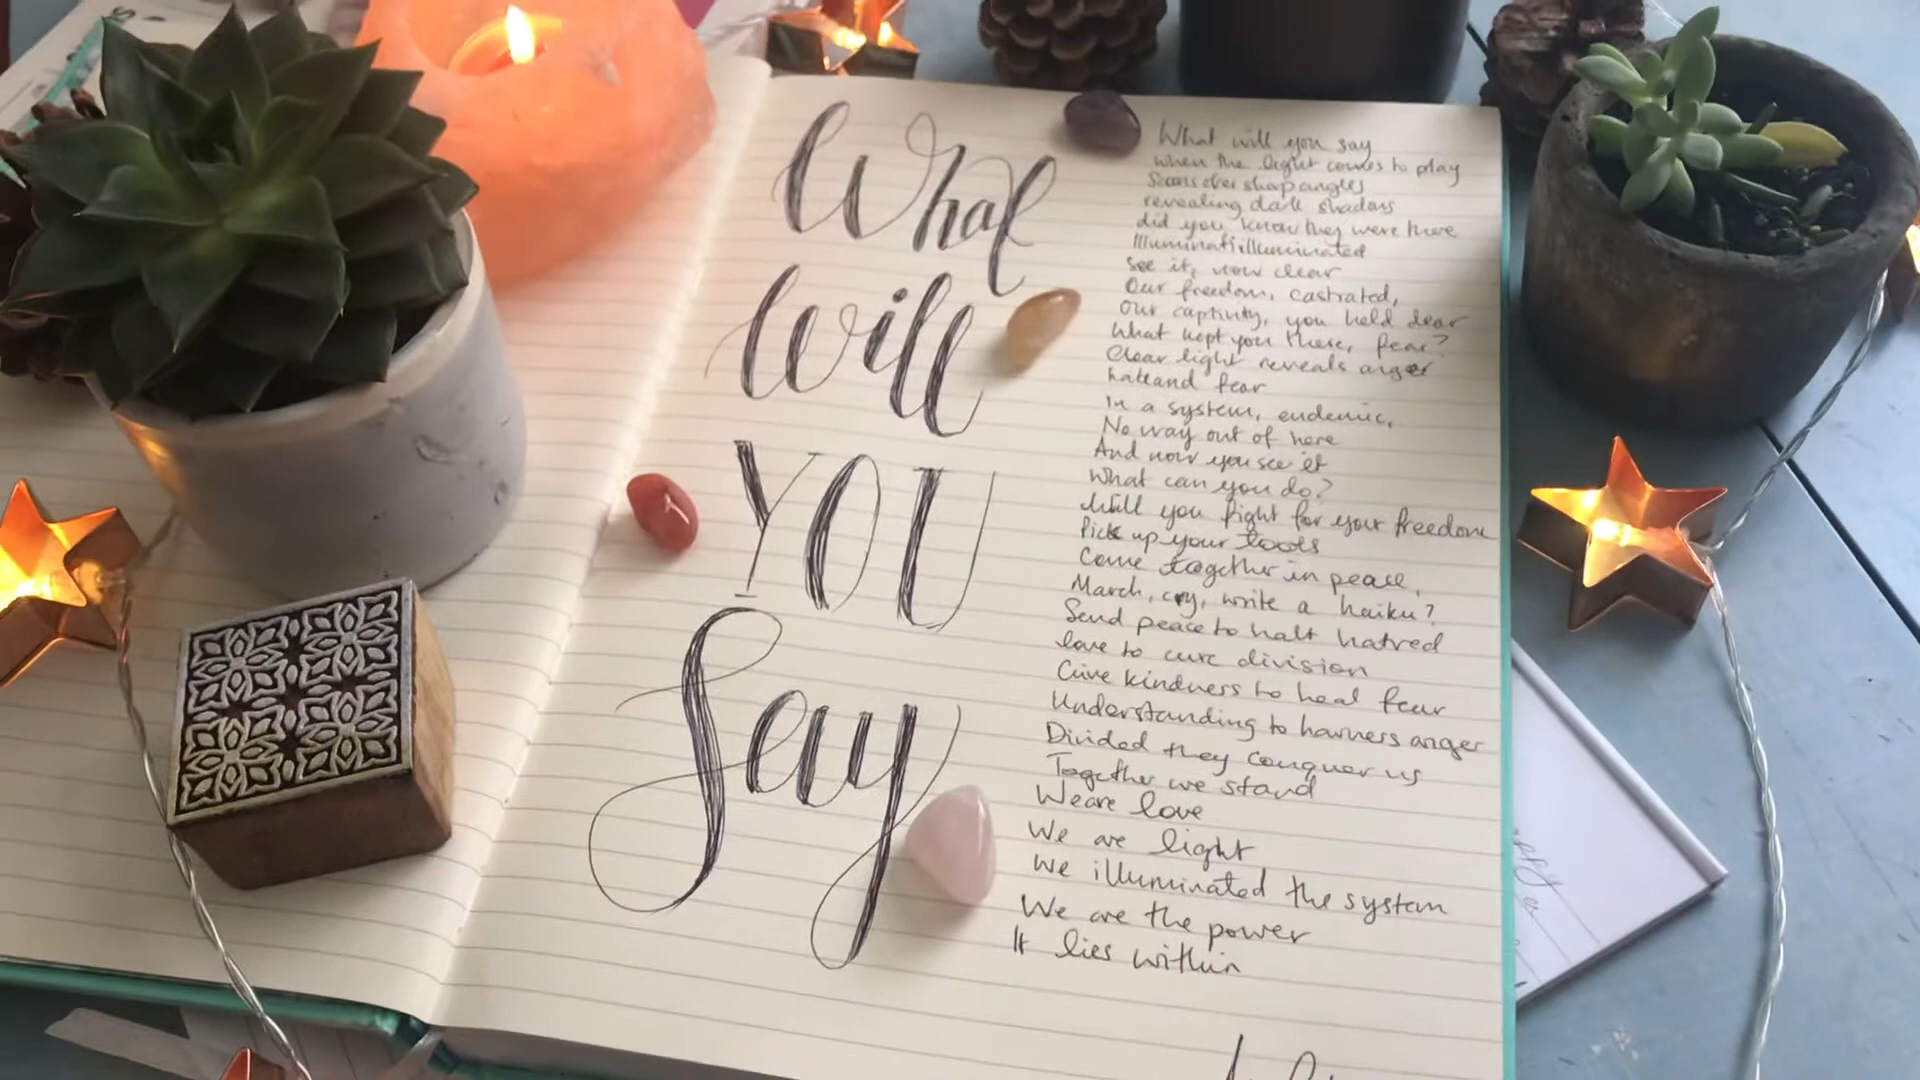 What
Will
YOU
Say
What will you say
when the light comes to play
Scans over sharp angles
revealing dark shadows
did you know they were there
Illuminati illuminated
See it, now clear
Our freedom, castrated,
Our captivity, you held dear
What kept you there, fear?
Clear light reveals anger
hate and fear
In a system, endemic,
No way out of here
And now you see it
What can you do?
Will you fight for your freedom
Pick up your tools
Come together in peace,
March, cry, write a haiku?
Send peace to halt hatred
love to cure division
Give kindness to heal fear
Understanding to harness anger
Divided they conquer us
Together we stand
We are love
We are light
We illuminated the system
We are the power
It lies within